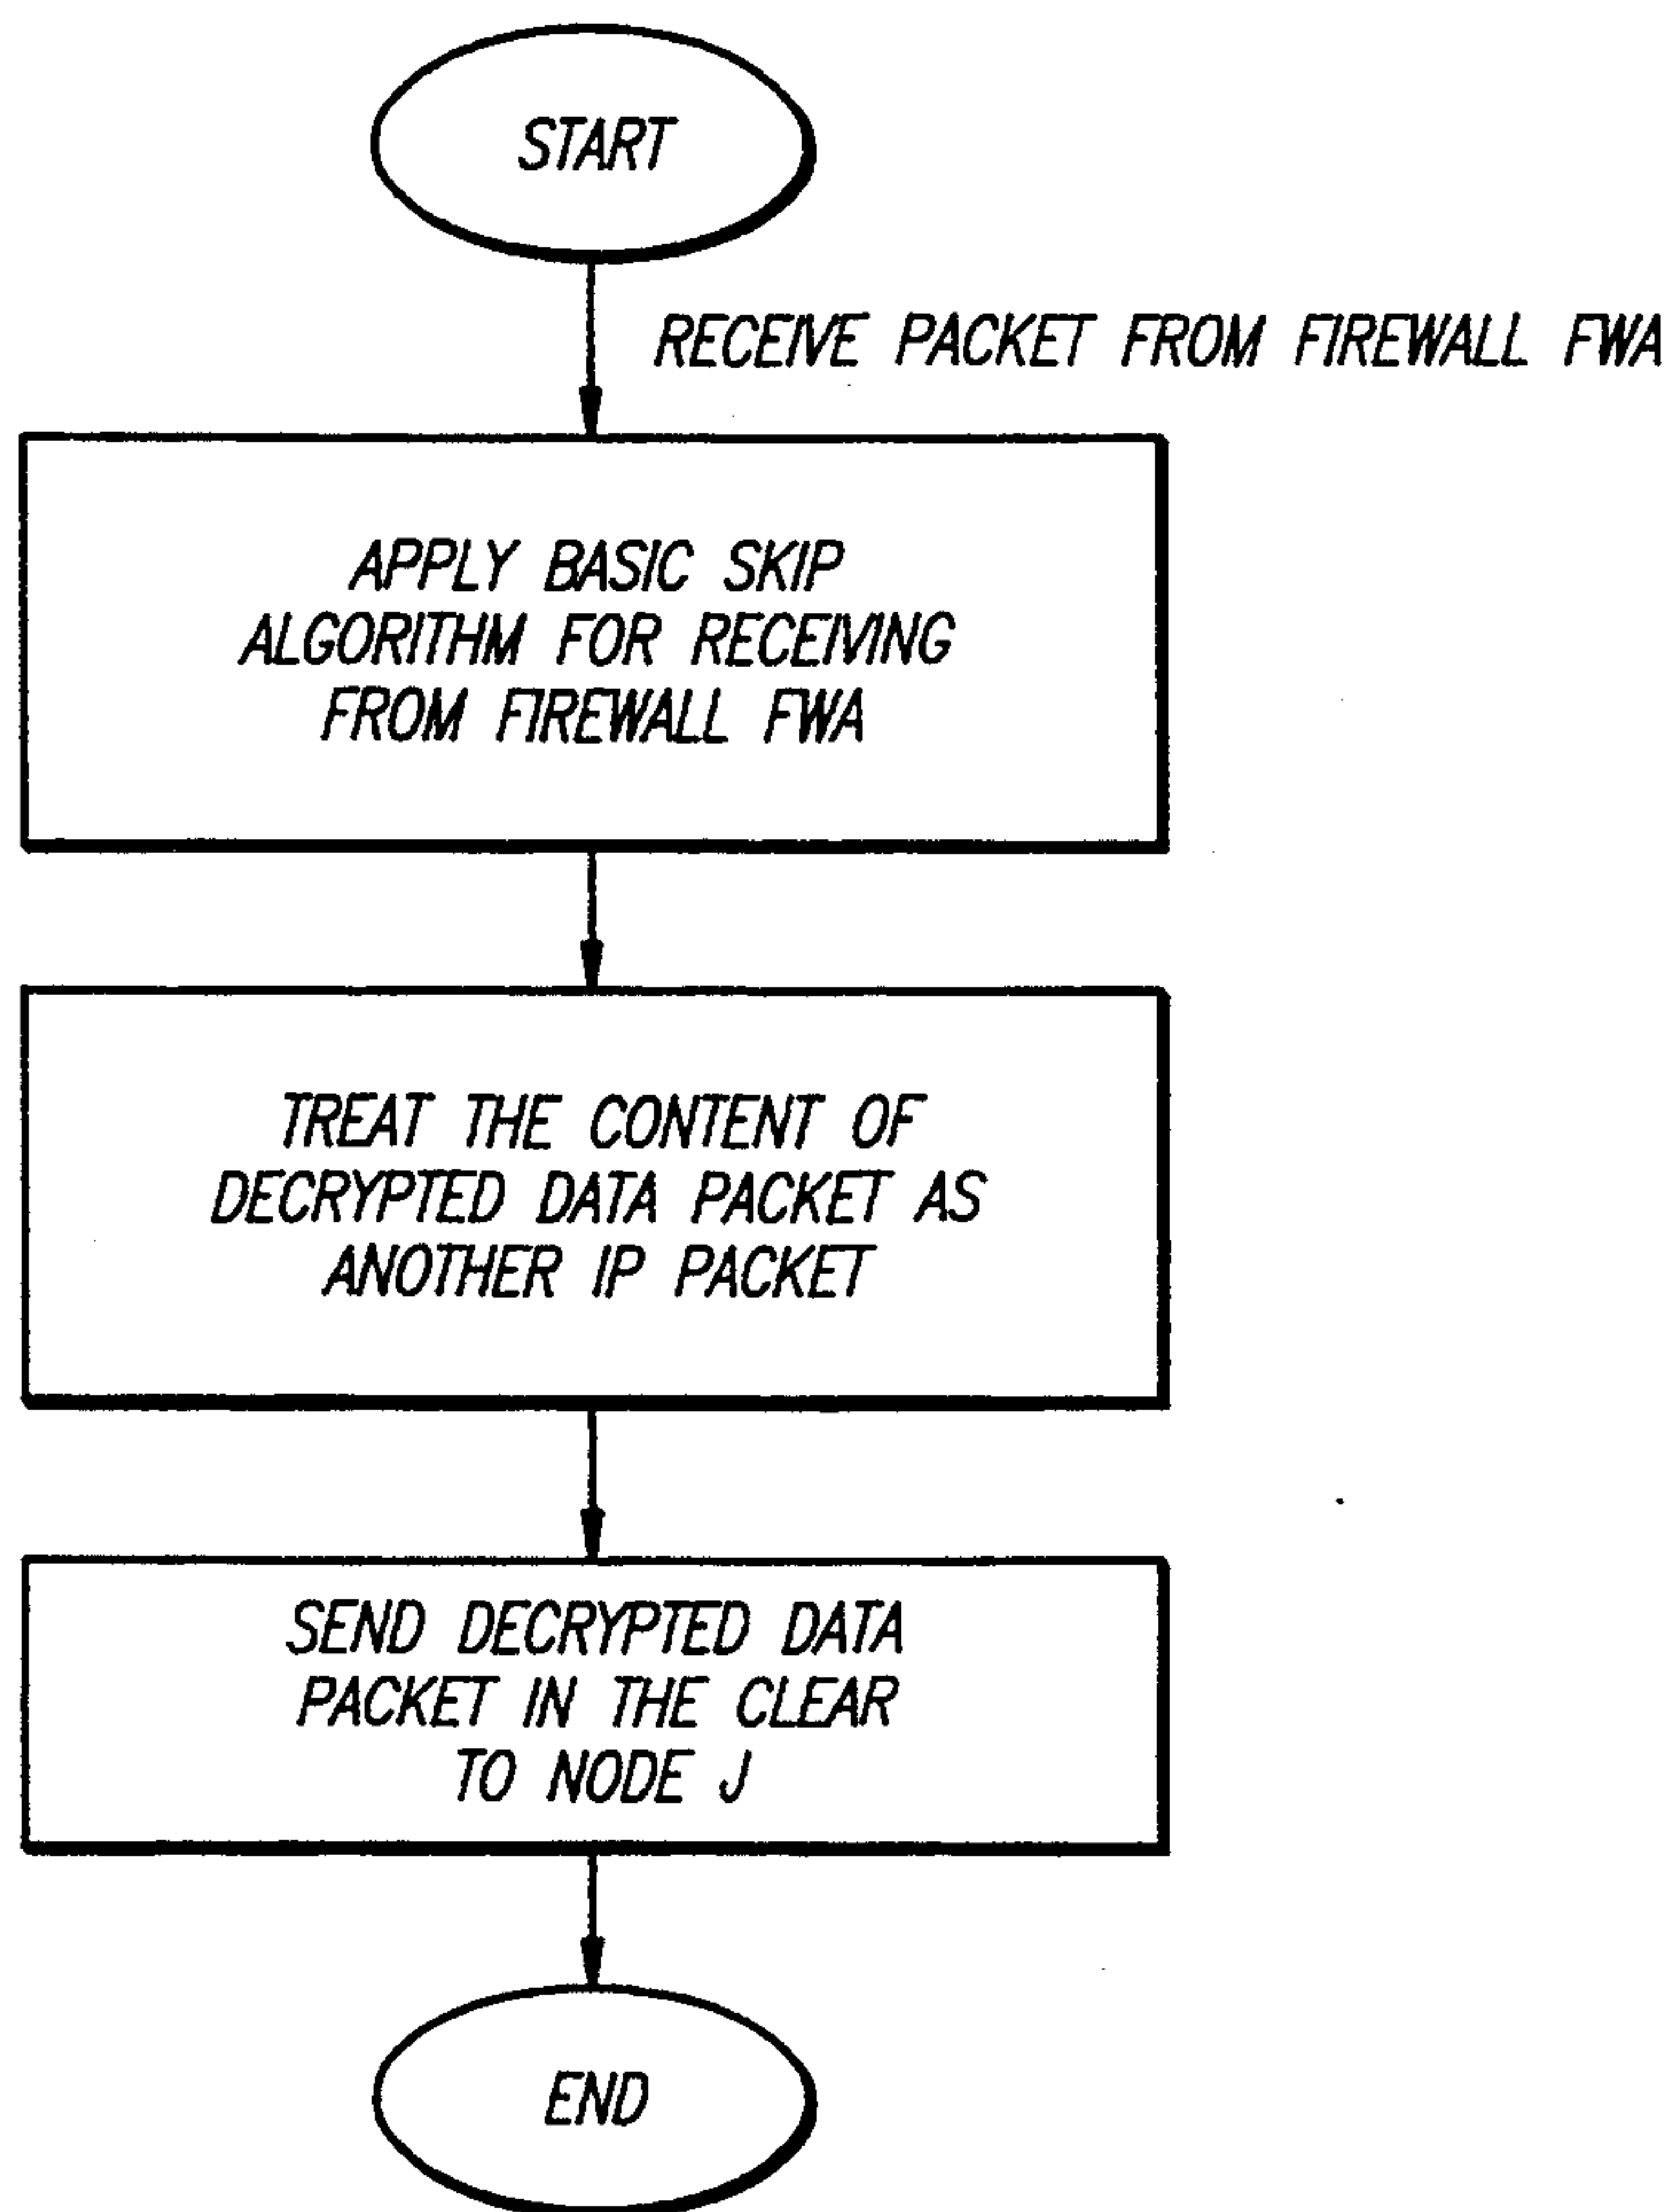 START
RECEIVE PACKET FROM FIREWALL FWA
APPLY BASIC SKIP
ALGORITHM FOR RECEIVING
FROM FIREWALL FWA
TREAT THE CONTENT OF
DECRYPTED DATA PACKET AS
ANOTHER IP PACKET
SEND DECRYPTED DATA
PACKET IN THE CLEAR
TO NODE J
END